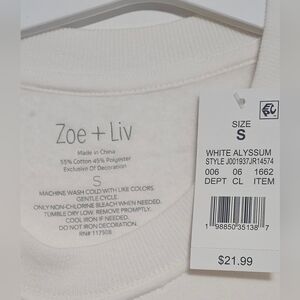 Zoe + Liv
Made in China
55% Cotton 45% Polyester
Exclusive Of Decoration
S
MACHINE WASH COLD WITH LIKE COLORS.
GENTLE CYCLE.
ONLY NON-CHLORINE BLEACH WHEN NEEDED.
TUMBLE DRY LOW. REMOVE PROMPTLY.
COOL IRON IF NEEDED.
DO NOT IRON DECORATION.
RN# 117508
SIZE
S
WHITE ALYSSUM
STYLE J001937JR14574
006 06 1662
DEPT CL ITEM
1 98850 35138 7
$21.99